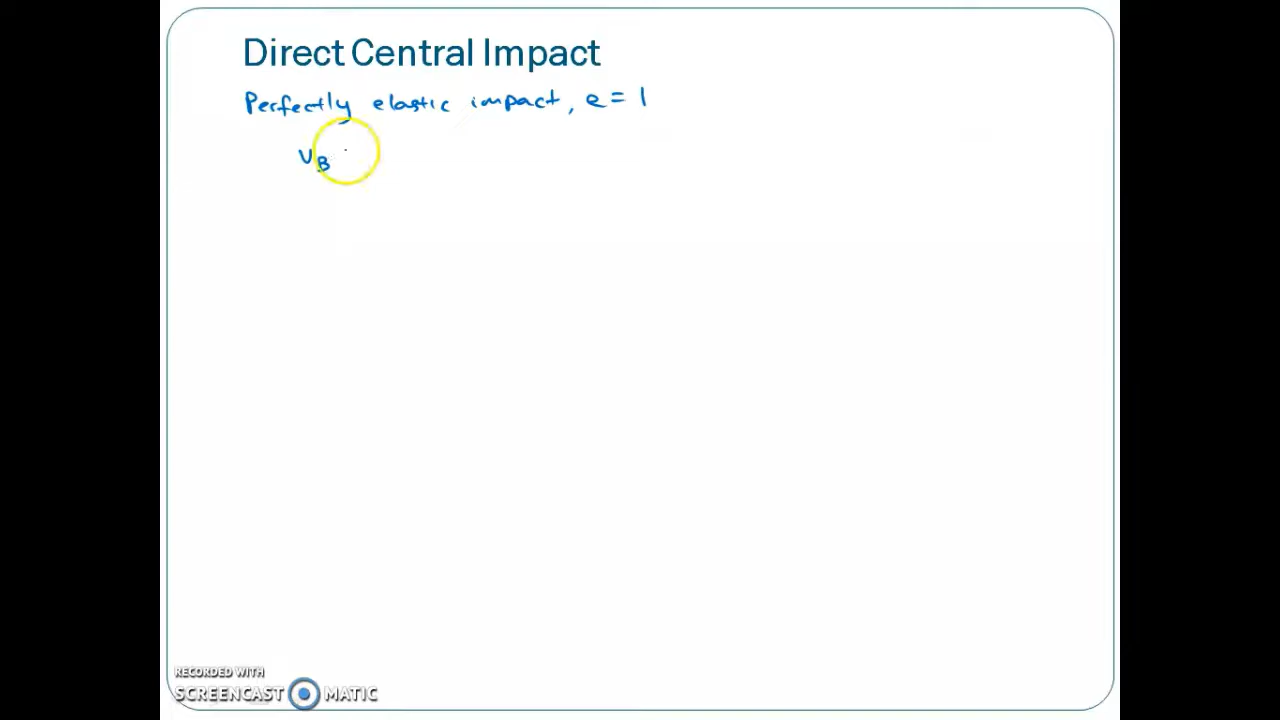 Direct Central Impact
Perfectly elastic impact, e = 1
v_B
RECORDED WITH
SCREENCAST MATIC